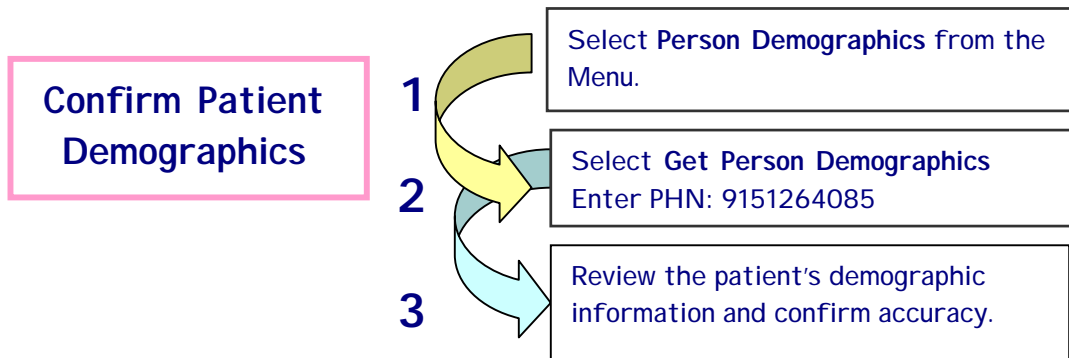 Confirm Patient
Demographics
1
Select Person Demographics from the
Menu.
2
Select Get Person Demographics
Enter PHN: 9151264085
3
Review the patient's demographic
information and confirm accuracy.